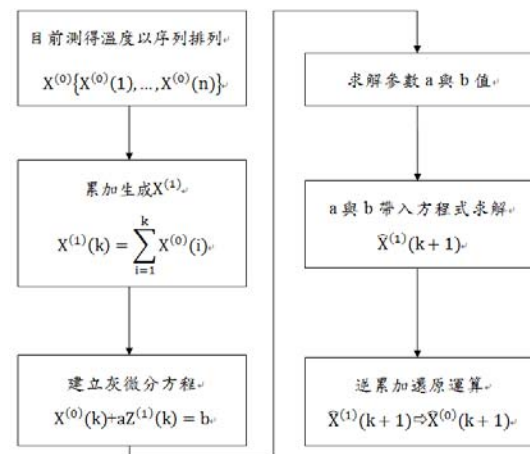 目前測得溫度以序列排列
X⁽⁰⁾{X⁽⁰⁾(1), …, X⁽⁰⁾(n)}
累加生成X⁽¹⁾
X⁽¹⁾(k) = ∑ᵢ₌₁ᵏ X⁽⁰⁾(i)
建立灰微分方程
X⁽⁰⁾(k)+aZ⁽¹⁾(k) = b
求解參數 a 與 b 值
a 與 b 帶入方程式求解
X̂⁽¹⁾(k+1)
逆累加還原運算
X̂⁽¹⁾(k+1)⇨X̂⁽⁰⁾(k+1)